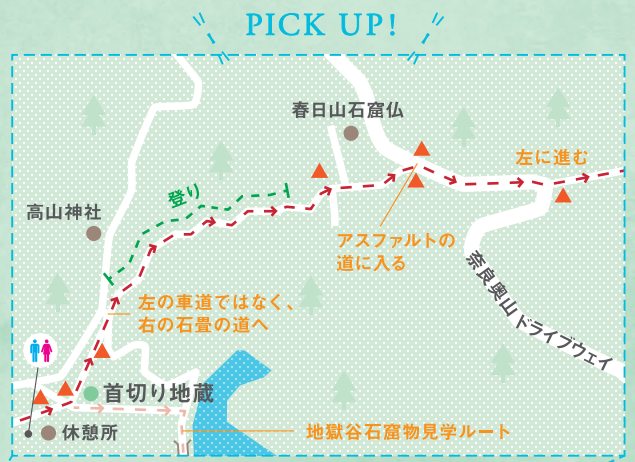 PICK UP!
春日山石窟仏
左に進む
登り
高山神社
アスファルトの
道に入る
奈良奥山ドライブウェイ
左の車道ではなく、
右の石畳の道へ
首切り地蔵
休憩所
地獄谷石窟物見学ルート